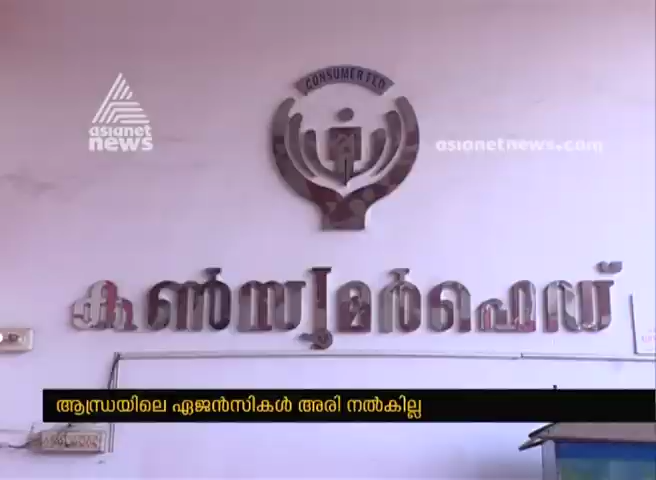 CONSUMERFED
asianet
news
asianetnews.com
കൺസ്യൂമർഫെഡ്
ആന്ധ്രയിലെ ഏജൻസികൾ അരി നൽകില്ല